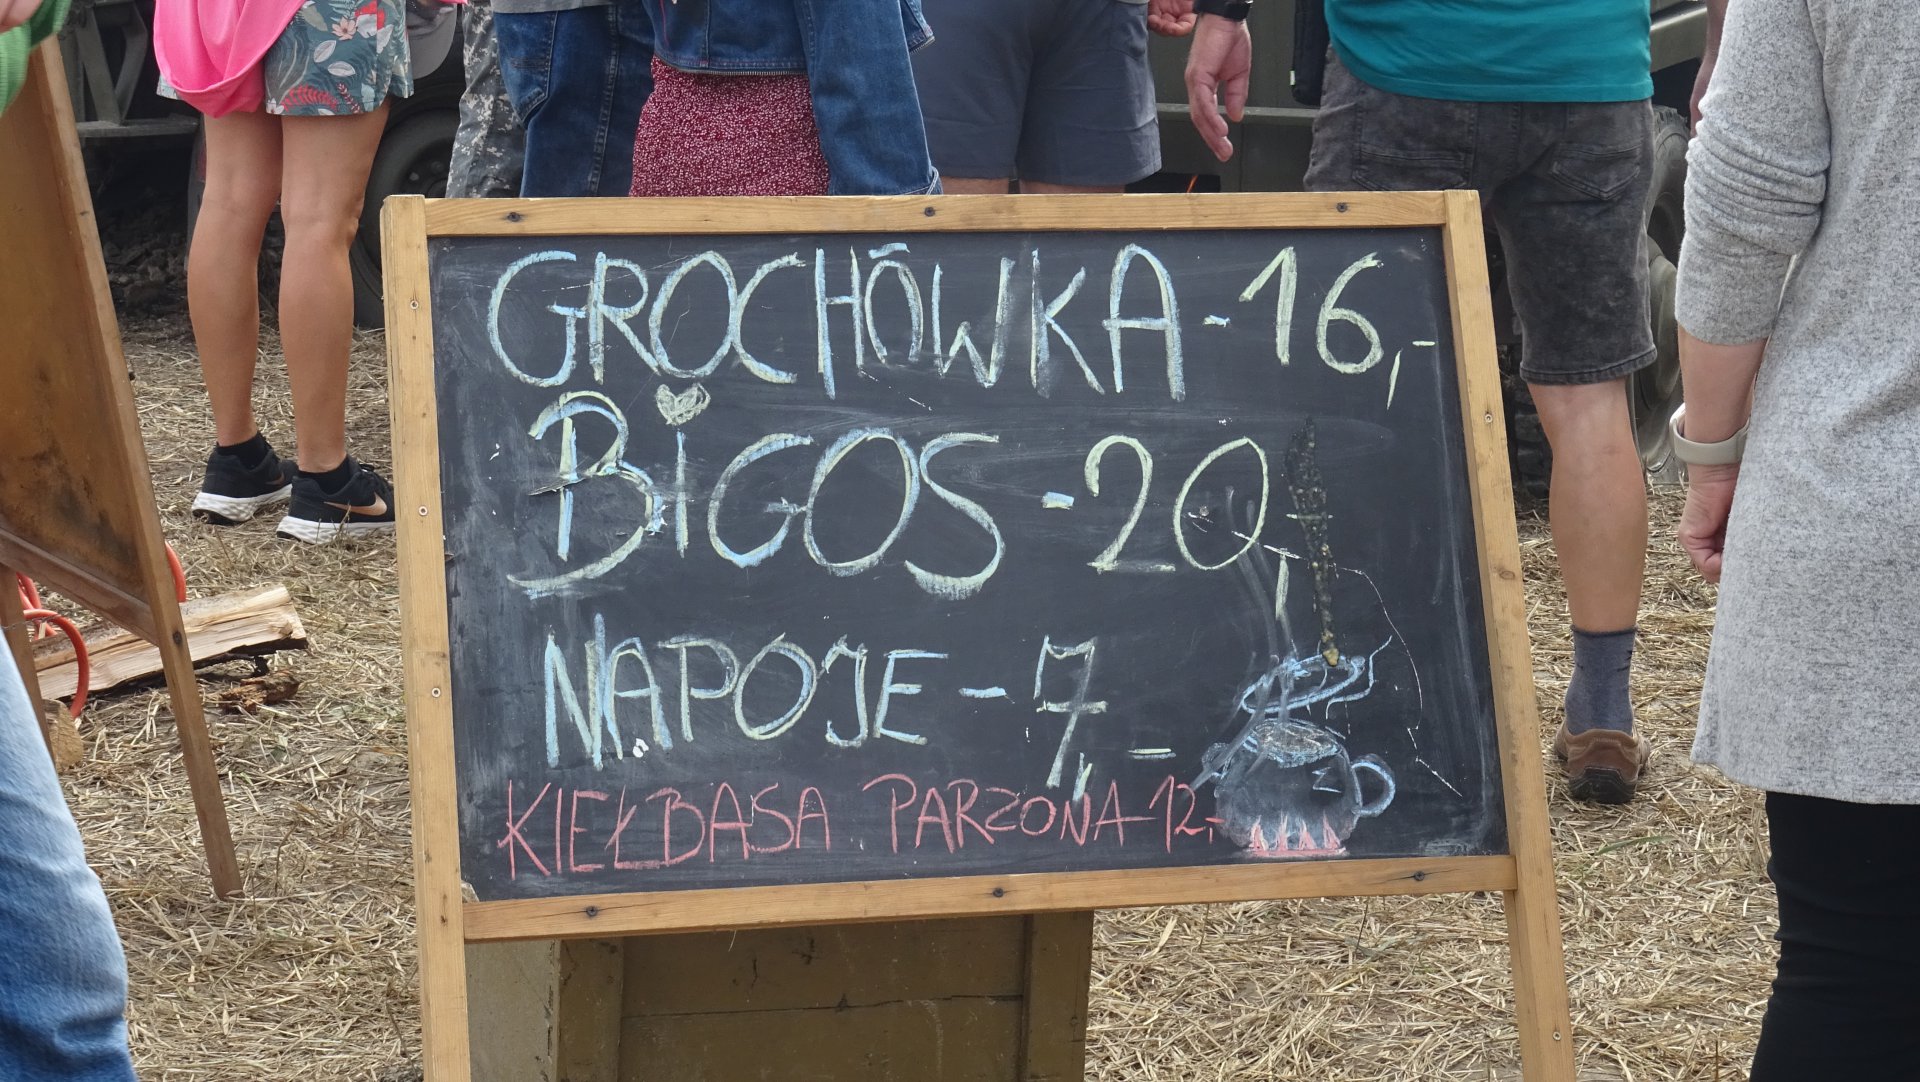 GROCHÓWKA - 16,-
BIGOS - 20,-
NAPOJE - 7,-
KIEŁBASA PARZONA - 12,-